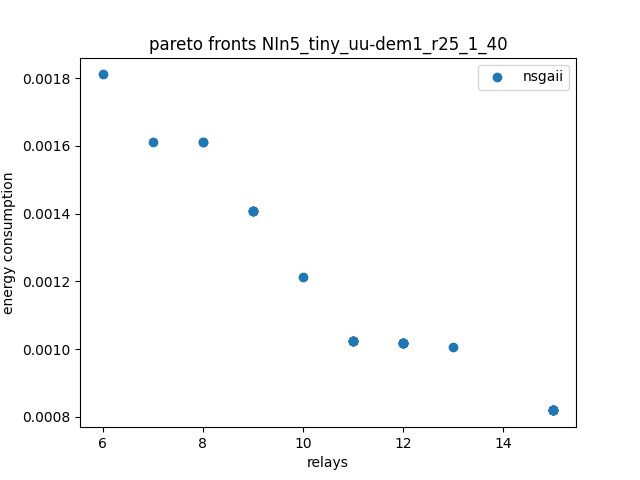 pareto fronts NIn5_tiny_uu-dem1_r25_1_40
nsgaii
energy consumption
0.0018
0.0016
0.0014
0.0012
0.0010
0.0008
6 8 10 12 14
relays